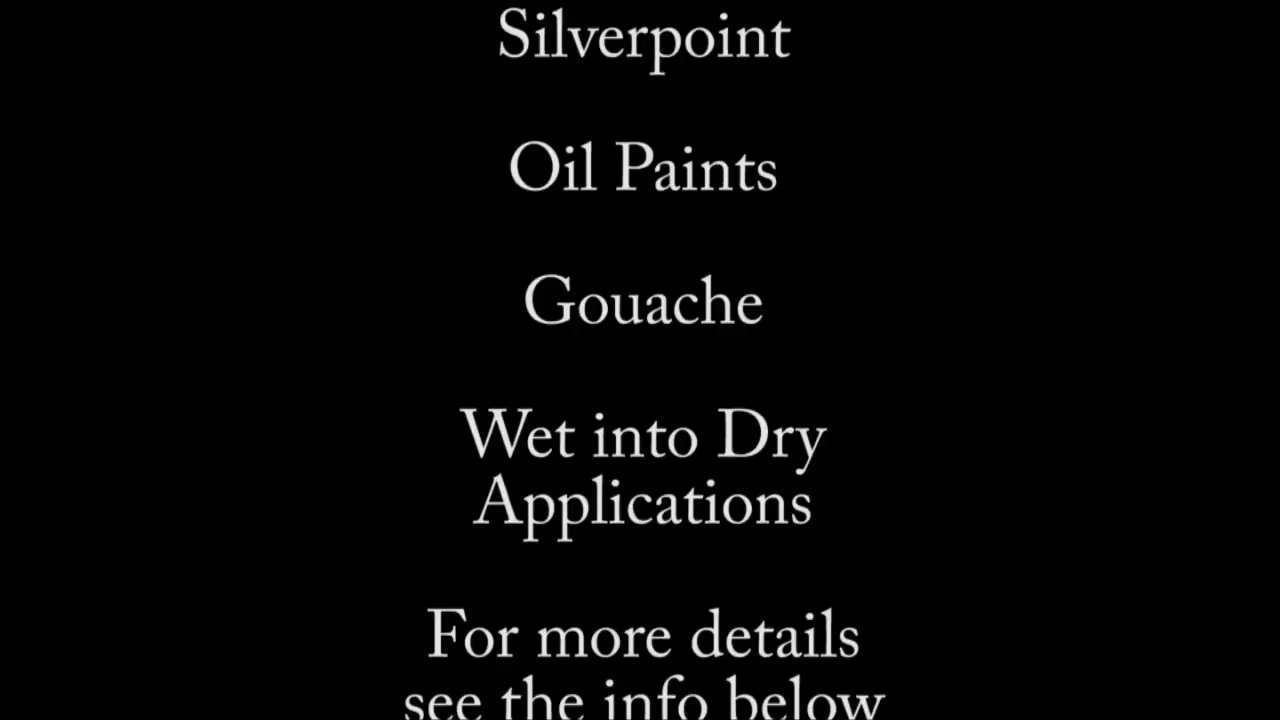 Silverpoint
Oil Paints
Gouache
Wet into Dry
Applications
For more details
see the info below